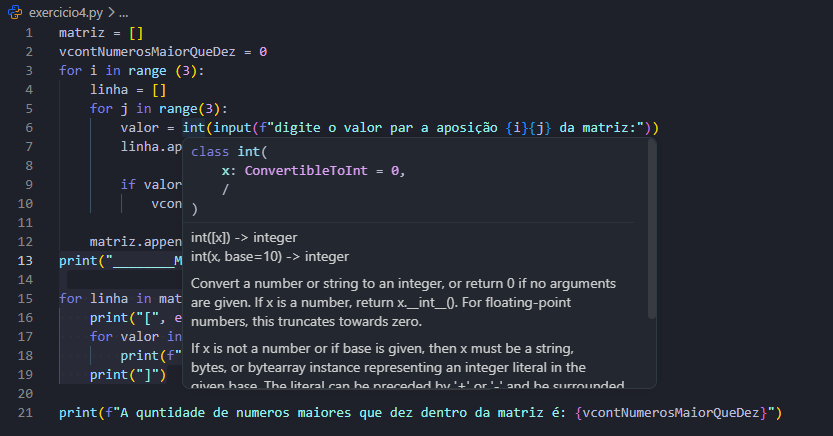 exercicio4.py > ...
1 matriz = []
2 vcontNumerosMaiorQueDez = 0
3 for i in range (3):
4 linha = []
5 for j in range(3):
6 valor = int(input(f"digite o valor par a aposição {i}{j} da matriz:"))
7 linha.ap
8
9 if valor
10 vcon
11
12 matriz.appen
13 print("________M
14
15 for linha in mat
16 print("[", e
17 for valor in
18 print(f"
19 print("]")
20
21 print(f"A quntidade de numeros maiores que dez dentro da matriz é: {vcontNumerosMaiorQueDez}")
class int(
x: ConvertibleToInt = 0,
/
)
int([x]) -> integer
int(x, base=10) -> integer
Convert a number or string to an integer, or return 0 if no arguments
are given. If x is a number, return x.__int__(). For floating-point
numbers, this truncates towards zero.
If x is not a number or if base is given, then x must be a string,
bytes, or bytearray instance representing an integer literal in the
given base. The literal can be preceded by '+' or '-' and be surrounded